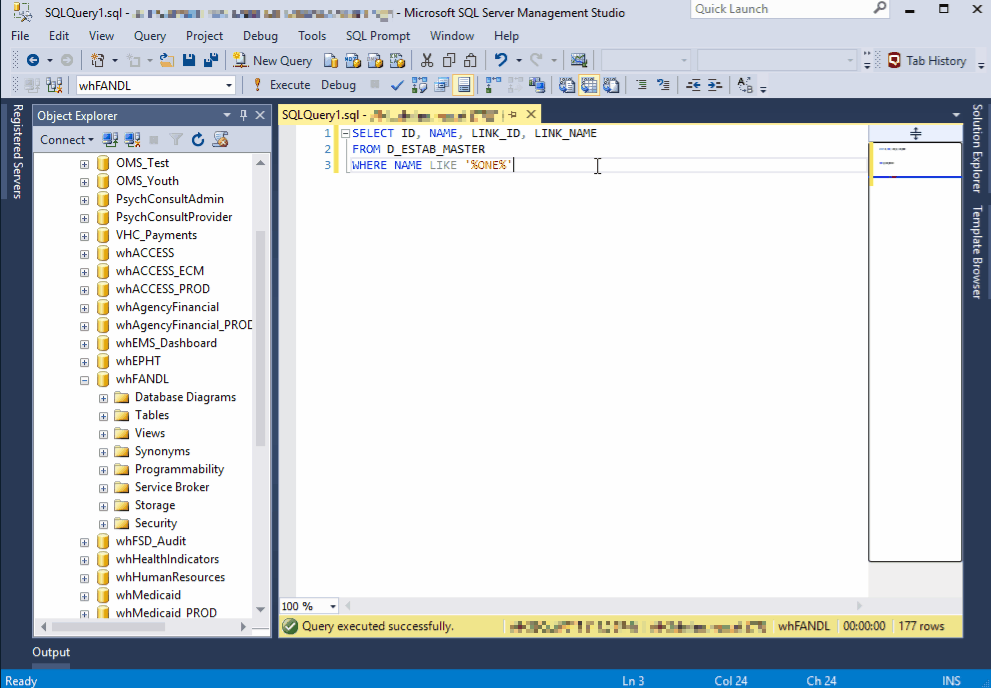 SQLQuery1.sql - - Microsoft SQL Server Management Studio
Quick Launch
File Edit View Query Project Debug Tools SQL Prompt Window Help
New Query
Tab History
whFANDL
Execute Debug
Registered Servers
Object Explorer
Connect
OMS_Test
OMS_Youth
PsychConsultAdmin
PsychConsultProvider
VHC_Payments
whACCESS
whACCESS_ECM
whACCESS_PROD
whAgencyFinancial
whAgencyFinancial_PROD
whEMS_Dashboard
whEPHT
whFANDL
Database Diagrams
Tables
Views
Synonyms
Programmability
Service Broker
Storage
Security
whFSD_Audit
whHealthIndicators
whHumanResources
whMedicaid
whMedicaid_PROD
SQLQuery1.sql -
1 SELECT ID, NAME, LINK_ID, LINK_NAME
2 FROM D_ESTAB_MASTER
3 WHERE NAME LIKE '%ONE%'
Solution Explorer
Template Browser
100 %
Query executed successfully. whFANDL 00:00:00 177 rows
Output
Ready Ln 3 Col 24 Ch 24 INS